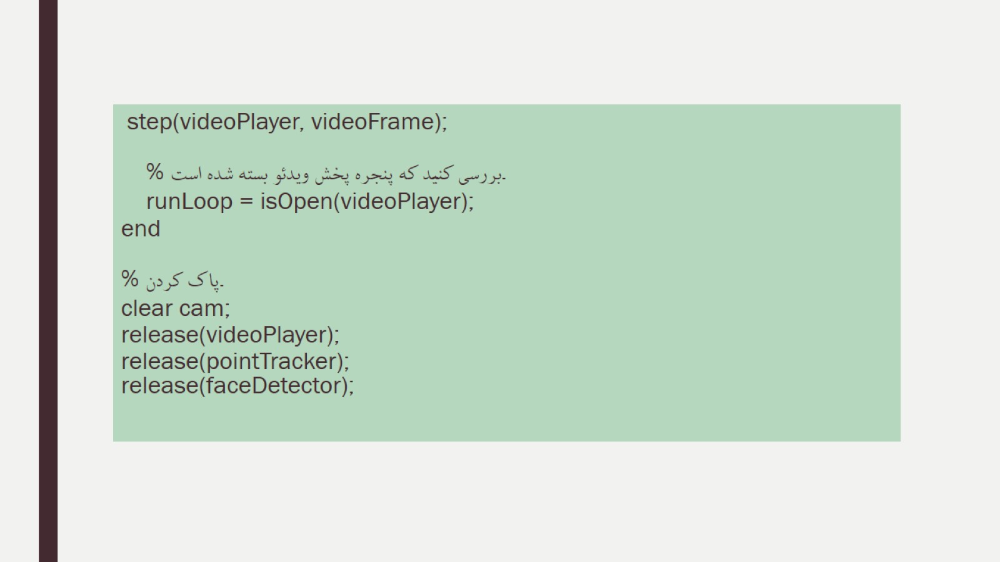 step(videoPlayer, videoFrame);
% بررسی کنید که پنجره پخش ویدئو بسته شده است.
runLoop = isOpen(videoPlayer);
end
% پاک کردن.
clear cam;
release(videoPlayer);
release(pointTracker);
release(faceDetector);